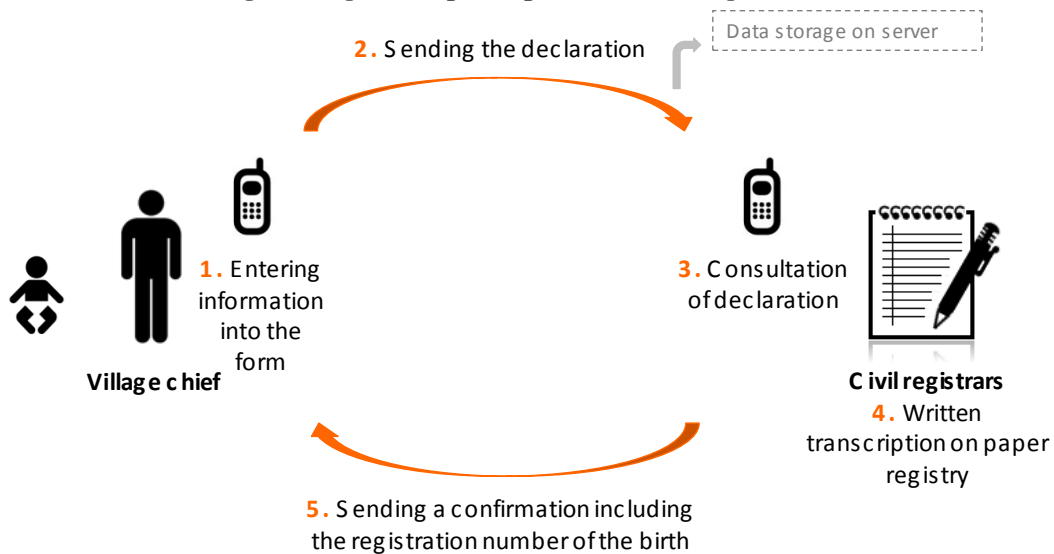 Data storage on server
2. Sending the declaration
1. Entering
information
into the
form
Village chief
3. Consultation
of declaration
Civil registrars
4. Written
transcription on paper
registry
5. Sending a confirmation including
the registration number of the birth